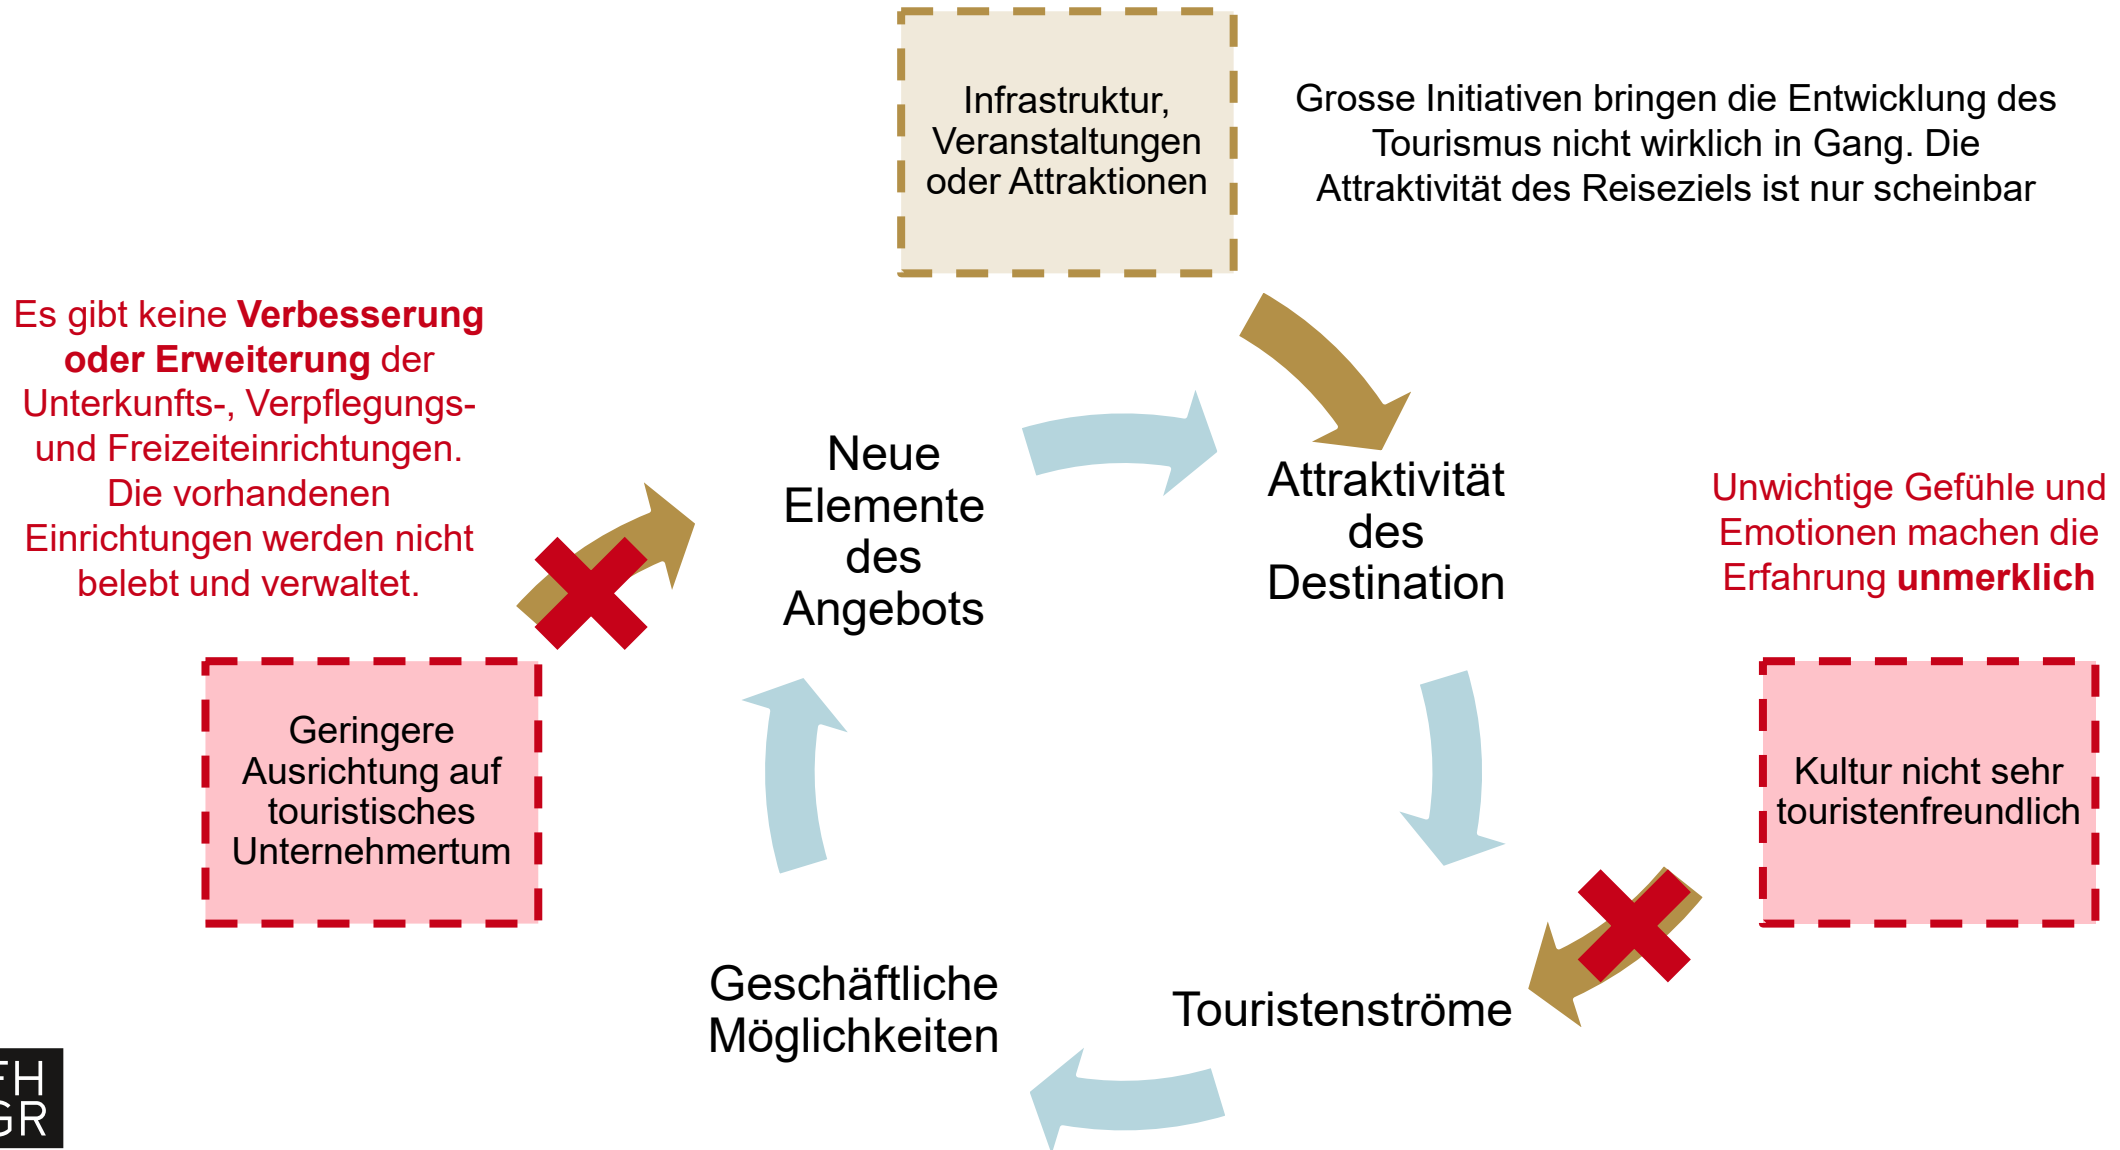 Infrastruktur,
Veranstaltungen
oder Attraktionen
Grosse Initiativen bringen die Entwicklung des
Tourismus nicht wirklich in Gang. Die
Attraktivität des Reiseziels ist nur scheinbar
Es gibt keine Verbesserung
oder Erweiterung der
Unterkunfts-, Verpflegungs-
und Freizeiteinrichtungen.
Die vorhandenen
Einrichtungen werden nicht
belebt und verwaltet.
Neue
Elemente
des
Angebots
Attraktivität
des
Destination
Unwichtige Gefühle und
Emotionen machen die
Erfahrung unmerklich
Geringere
Ausrichtung auf
touristisches
Unternehmertum
Kultur nicht sehr
touristenfreundlich
Geschäftliche
Möglichkeiten
Touristenströme
FH
GR